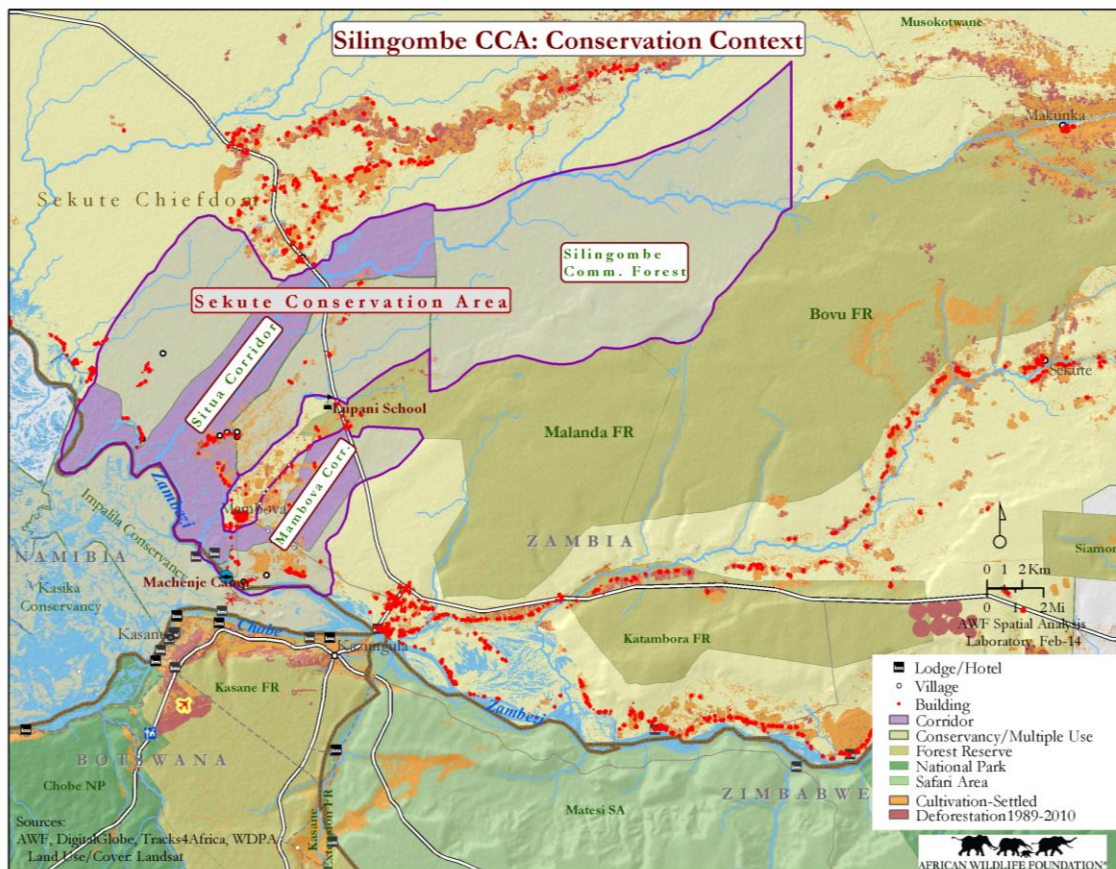 Silingombe CCA: Conservation Context
Musokotwane
Makunka
Sekute Chiefdom
Silingombe
Comm. Forest
Sekute Conservation Area
Bovu FR
Situa Corridor
Sekute
Lupani School
Malanda FR
Mambova Corr.
Zambezi
Mambova
Impalila Conservancy
ZAMBIA
NAMIBIA
Siamon
Machenje Camp
Kasika
Conservancy
0 1 2 Km
0 1 2 Mi
AWF Spatial Analysis
Laboratory, Feb-14
Kasane
Chobe
Kazungula
Katambora FR
Kasane FR
Zambezi
Lodge/Hotel
Village
Building
Corridor
Conservancy/Multiple Use
Forest Reserve
National Park
Safari Area
Cultivation-Settled
Deforestation1989-2010
BOTSWANA
Chobe NP
ZIMBABWE
Matesi SA
Kasane
Extension FR
Sources:
AWF, DigitalGlobe, Tracks4Africa, WDPA
Land Use/Cover: Landsat
AFRICAN WILDLIFE FOUNDATION®